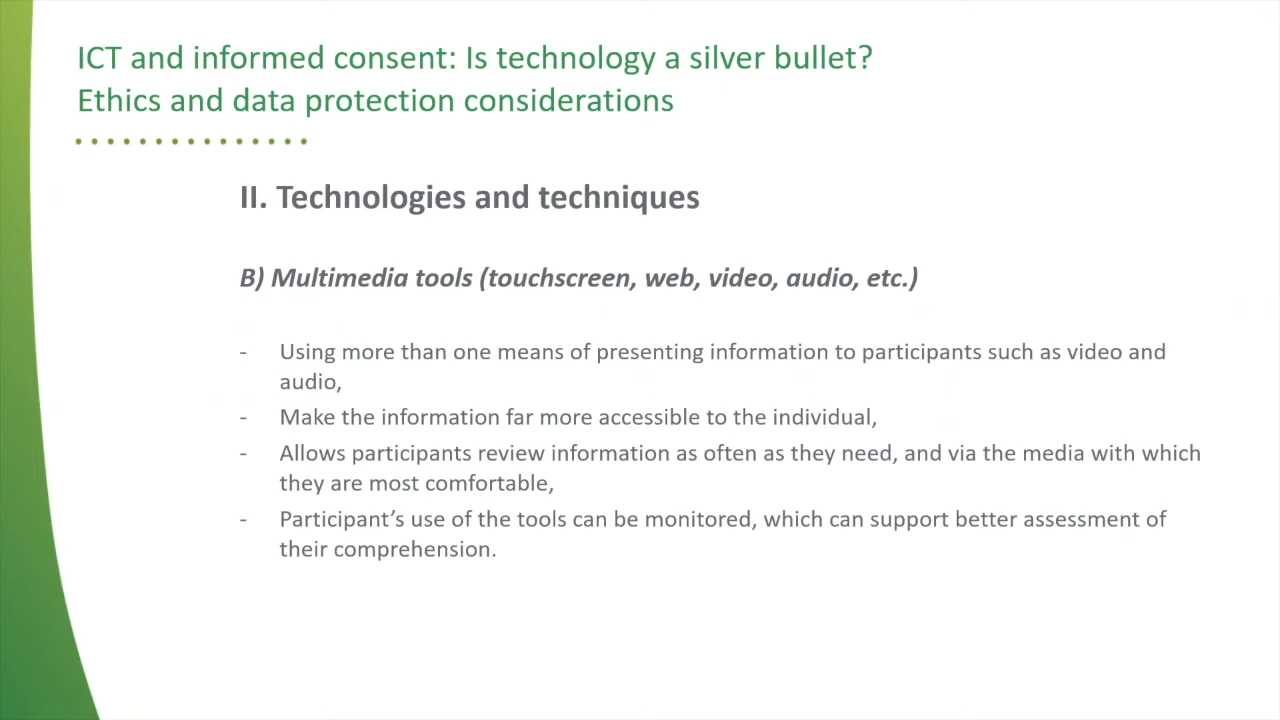 ICT and informed consent: Is technology a silver bullet?
Ethics and data protection considerations
II. Technologies and techniques
B) Multimedia tools (touchscreen, web, video, audio, etc.)
- Using more than one means of presenting information to participants such as video and
audio,
- Make the information far more accessible to the individual,
- Allows participants review information as often as they need, and via the media with which
they are most comfortable,
- Participant’s use of the tools can be monitored, which can support better assessment of
their comprehension.